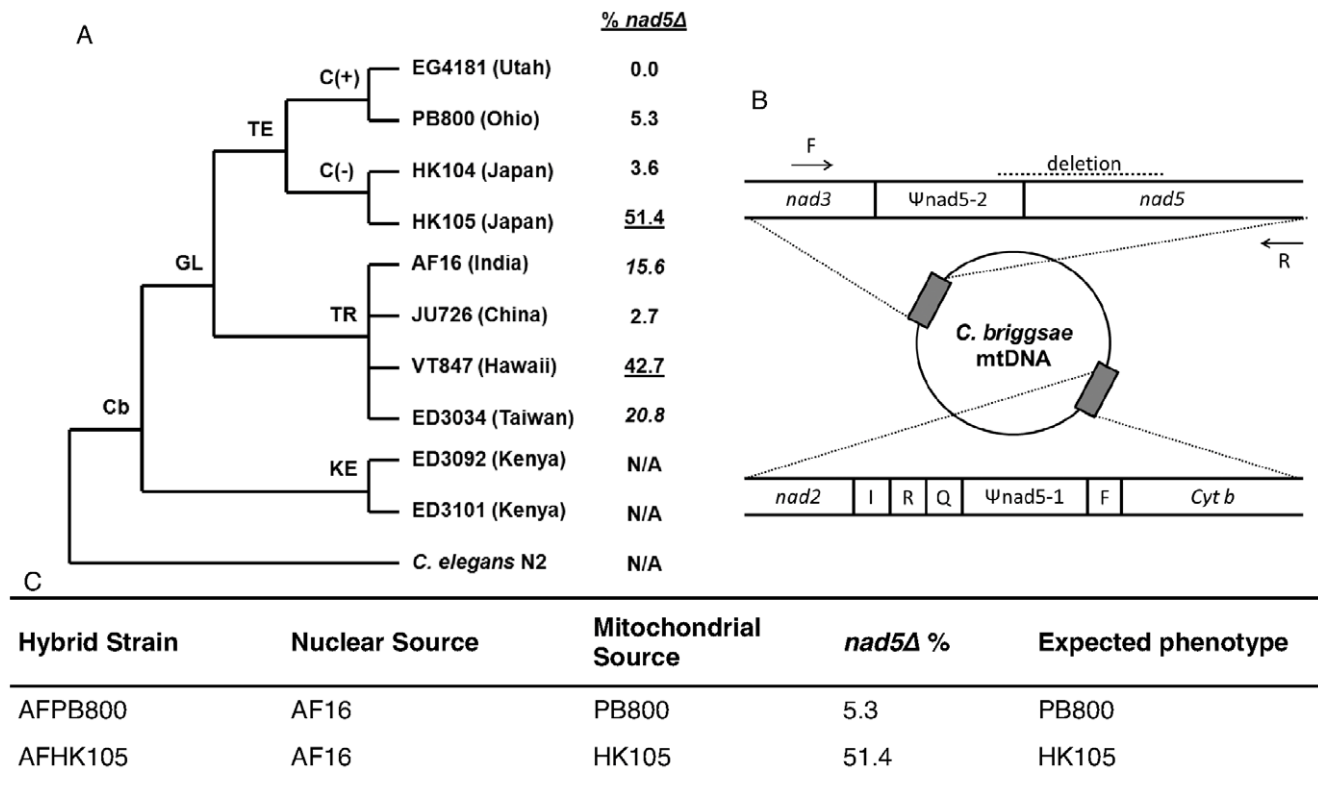 A
% nad5Δ
C(+)
EG4181 (Utah) 0.0
PB800 (Ohio) 5.3
TE
C(-)
HK104 (Japan) 3.6
HK105 (Japan) 51.4
GL
AF16 (India) 15.6
TR
JU726 (China) 2.7
VT847 (Hawaii) 42.7
Cb
ED3034 (Taiwan) 20.8
KE
ED3092 (Kenya) N/A
ED3101 (Kenya) N/A
C. elegans N2 N/A
B
F
deletion
nad3 Ψnad5-2 nad5
R
C. briggsae
mtDNA
nad2 I R Q Ψnad5-1 F Cyt b
C
Hybrid Strain Nuclear Source Mitochondrial Source nad5Δ % Expected phenotype
AFPB800 AF16 PB800 5.3 PB800
AFHK105 AF16 HK105 51.4 HK105